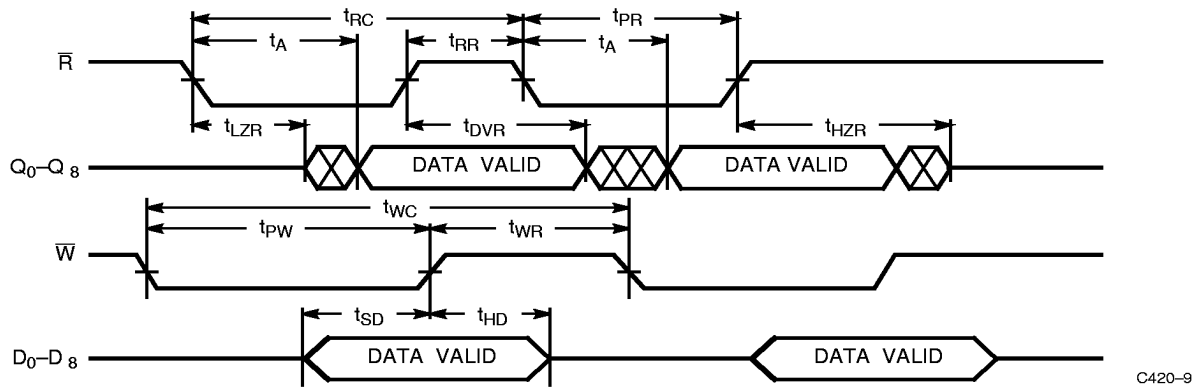 tRC
tPR
tA
tRR
tA
R̅
tLZR
tDVR
tHZR
Q0–Q8
DATA VALID
DATA VALID
tWC
tPW
tWR
W̅
tSD
tHD
D0–D8
DATA VALID
DATA VALID
C420–9